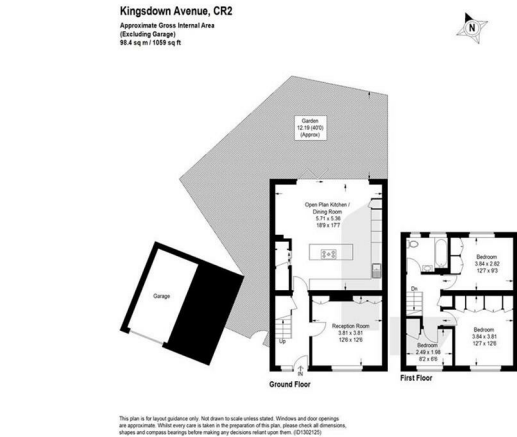 Kingsdown Avenue, CR2
Approximate Gross Internal Area
(Excluding Garage)
98.4 sq m / 1059 sq ft
N
Garden
12.19 (40'0)
(Approx)
Open Plan Kitchen /
Dining Room
5.71 x 5.36
18'9 x 17'7
Garage
Up
Reception Room
3.81 x 3.81
12'6 x 12'6
IN
Ground Floor
Bedroom
3.84 x 2.82
12'7 x 9'3
Dn
Bedroom
3.84 x 3.81
12'7 x 12'6
Bedroom
2.49 x 1.98
8'2 x 6'6
First Floor
This plan is for layout guidance only. Not drawn to scale unless stated. Windows and door openings
are approximate. Whilst every care is taken in the preparation of this plan, please check all dimensions,
shapes and compass bearings before making any decisions reliant upon them. (ID1302125)